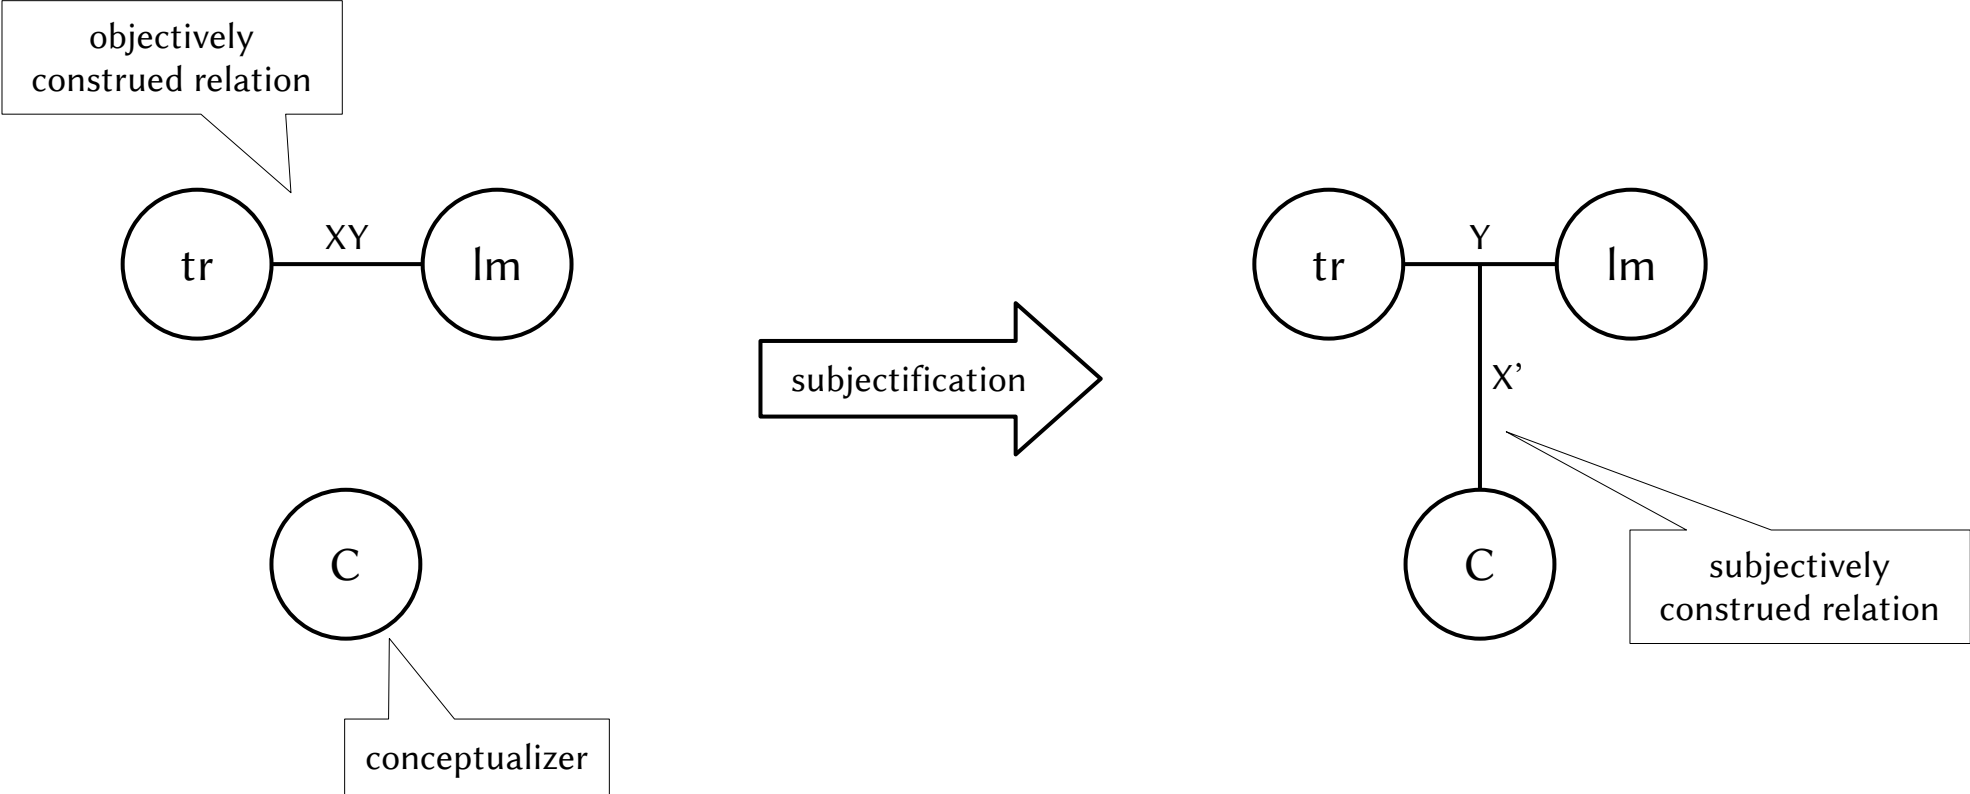 objectively
construed relation
tr
XY
lm
C
conceptualizer
subjectification
tr
Y
lm
X’
C
subjectively
construed relation